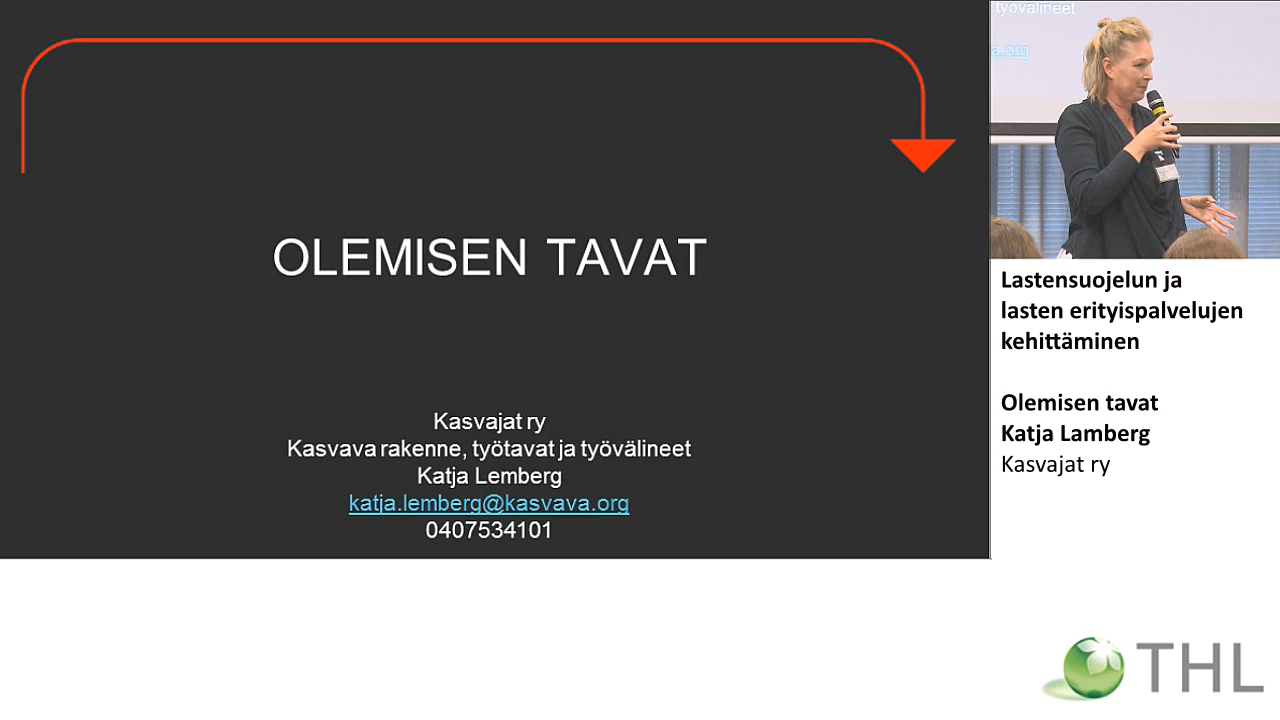 OLEMISEN TAVAT
Kasvajat ry
Kasvava rakenne, työtavat ja työvälineet
Katja Lemberg
katja.lemberg@kasvava.org
0407534101
työvälineet
a.org
Lastensuojelun ja
lasten erityispalvelujen
kehittäminen
Olemisen tavat
Katja Lamberg
Kasvajat ry
THL